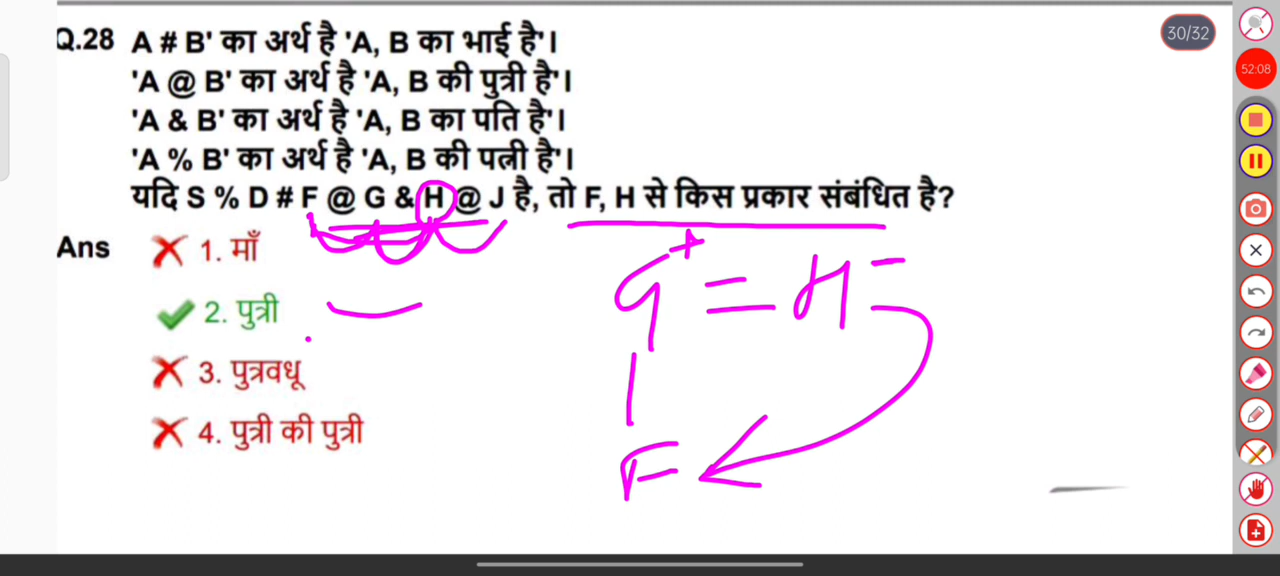 30/32
52:08
Q.28 A # B' का अर्थ है 'A, B का भाई है'।
'A @ B' का अर्थ है 'A, B की पुत्री है'।
'A & B' का अर्थ है 'A, B का पति है'।
'A % B' का अर्थ है 'A, B की पत्नी है'।
यदि S % D # F @ G & H @ J है, तो F, H से किस प्रकार संबंधित है?
Ans 1. माँ
2. पुत्री
3. पुत्रवधू
4. पुत्री की पुत्री
G+ = H-
F